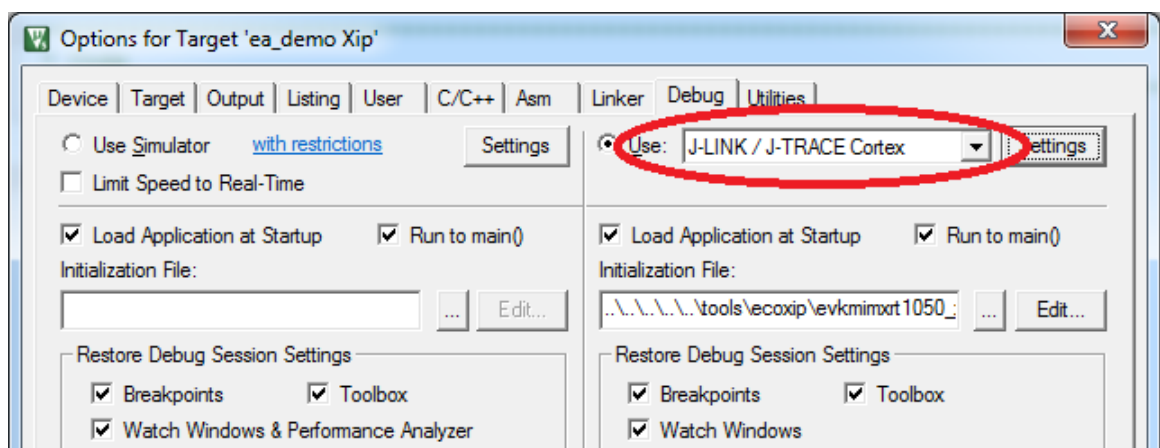 Options for Target 'ea_demo Xip'
Device Target Output Listing User C/C++ Asm Linker Debug Utilities
Use Simulator with restrictions Settings Use: J-LINK / J-TRACE Cortex Settings
Limit Speed to Real-Time
Load Application at Startup Run to main() Load Application at Startup Run to main()
Initialization File: Initialization File:
... Edit... ..\..\..\..\..\tools\ecoxip\evkmimxrt1050_ ... Edit...
Restore Debug Session Settings Restore Debug Session Settings
Breakpoints Toolbox Breakpoints Toolbox
Watch Windows & Performance Analyzer Watch Windows